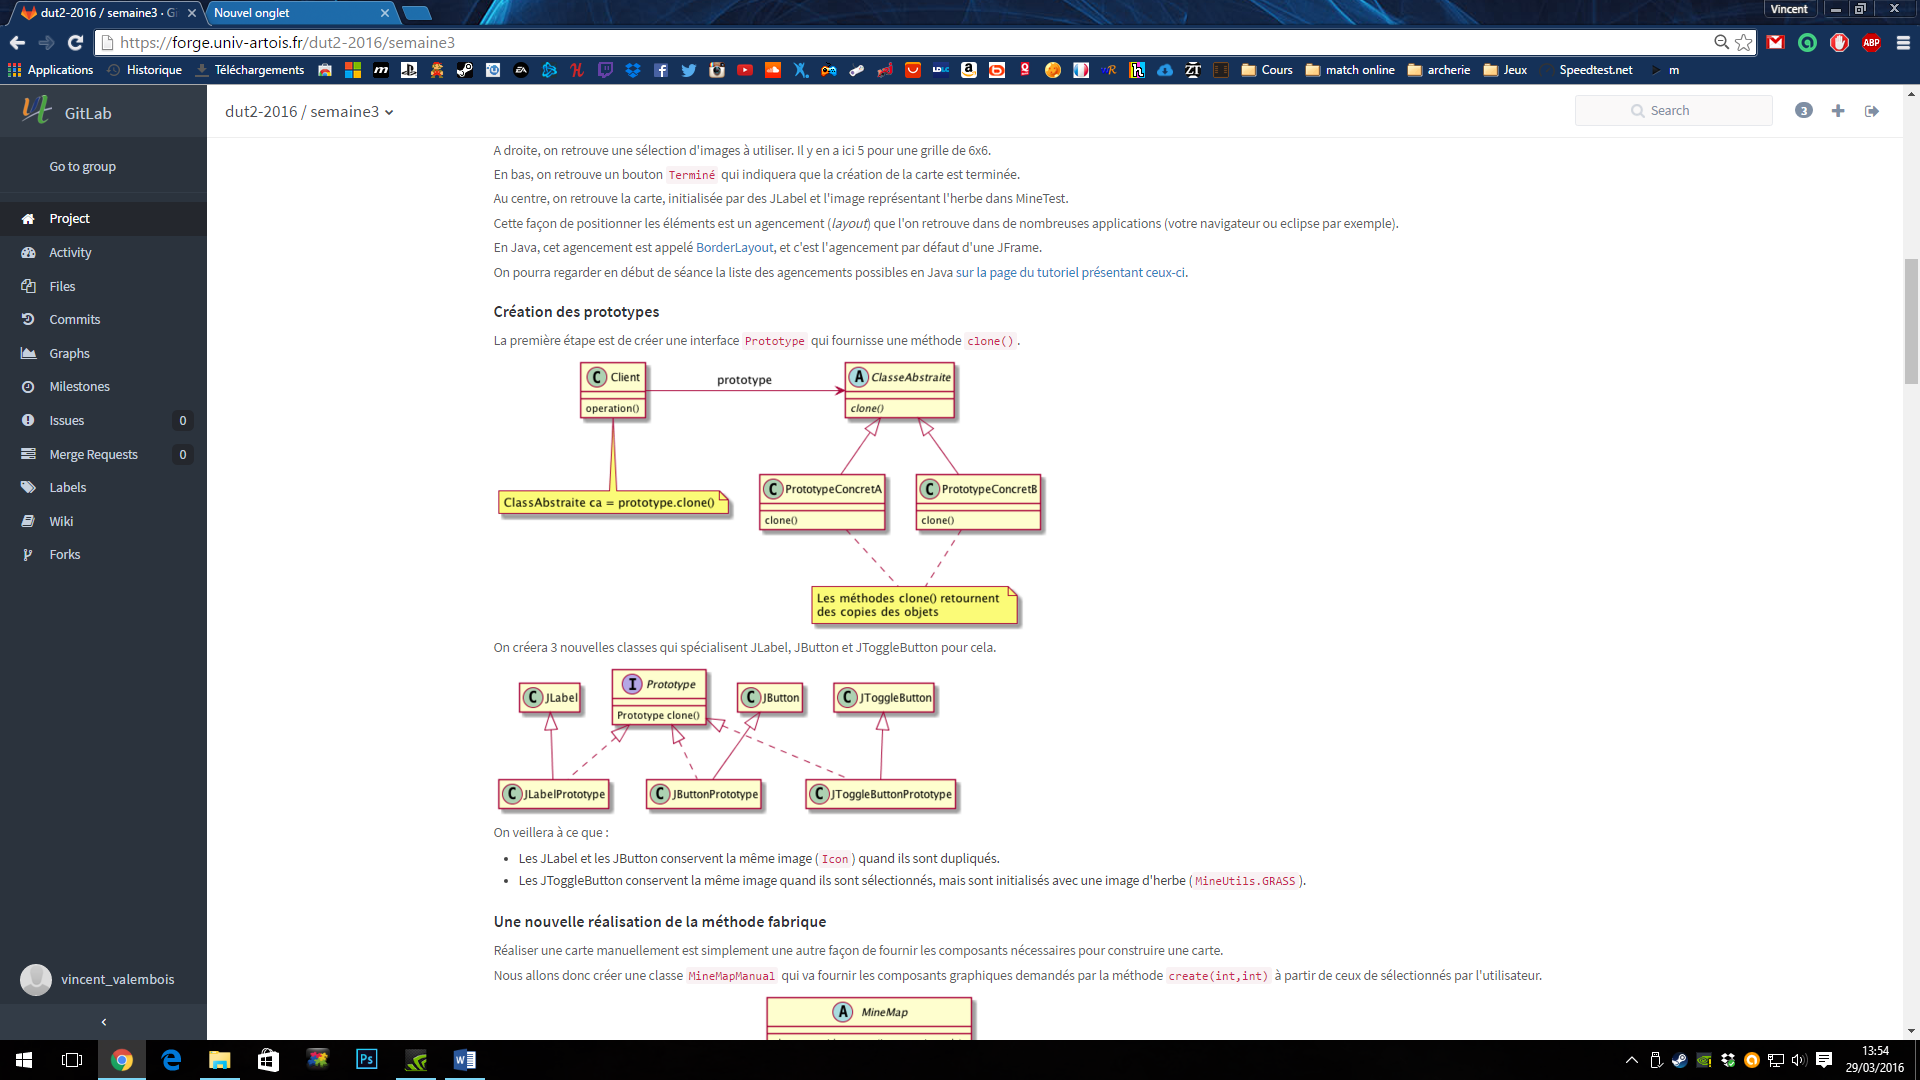 dut2-2016 / semaine3 · Gi
Nouvel onglet
Vincent
https://forge.univ-artois.fr/dut2-2016/semaine3
Applications
Historique
Téléchargements
Cours
match online
archerie
Jeux
Speedtest.net
m
GitLab
dut2-2016 / semaine3
Search
3
Go to group
Project
Activity
Files
Commits
Graphs
Milestones
Issues 0
Merge Requests 0
Labels
Wiki
Forks
vincent_valembois
A droite, on retrouve une sélection d'images à utiliser. Il y en a ici 5 pour une grille de 6x6.
En bas, on retrouve un bouton Terminé qui indiquera que la création de la carte est terminée.
Au centre, on retrouve la carte, initialisée par des JLabel et l'image représentant l'herbe dans MineTest.
Cette façon de positionner les éléments est un agencement (layout) que l'on retrouve dans de nombreuses applications (votre navigateur ou eclipse par exemple).
En Java, cet agencement est appelé BorderLayout, et c'est l'agencement par défaut d'une JFrame.
On pourra regarder en début de séance la liste des agencements possibles en Java sur la page du tutoriel présentant ceux-ci.
Création des prototypes
La première étape est de créer une interface Prototype qui fournisse une méthode clone() .
C Client
operation()
prototype
A ClasseAbstraite
clone()
ClassAbstraite ca = prototype.clone()
C PrototypeConcretA
clone()
C PrototypeConcretB
clone()
Les méthodes clone() retournent
des copies des objets
On créera 3 nouvelles classes qui spécialisent JLabel, JButton et JToggleButton pour cela.
C JLabel
I Prototype
Prototype clone()
C JButton
C JToggleButton
C JLabelPrototype
C JButtonPrototype
C JToggleButtonPrototype
On veillera à ce que :
• Les JLabel et les JButton conservent la même image ( Icon ) quand ils sont dupliqués.
• Les JToggleButton conservent la même image quand ils sont sélectionnés, mais sont initialisés avec une image d'herbe ( MineUtils.GRASS ).
Une nouvelle réalisation de la méthode fabrique
Réaliser une carte manuellement est simplement une autre façon de fournir les composants nécessaires pour construire une carte.
Nous allons donc créer une classe MineMapManual qui va fournir les composants graphiques demandés par la méthode create(int,int) à partir de ceux de sélectionnés par l'utilisateur.
A MineMap
13:54
29/03/2016